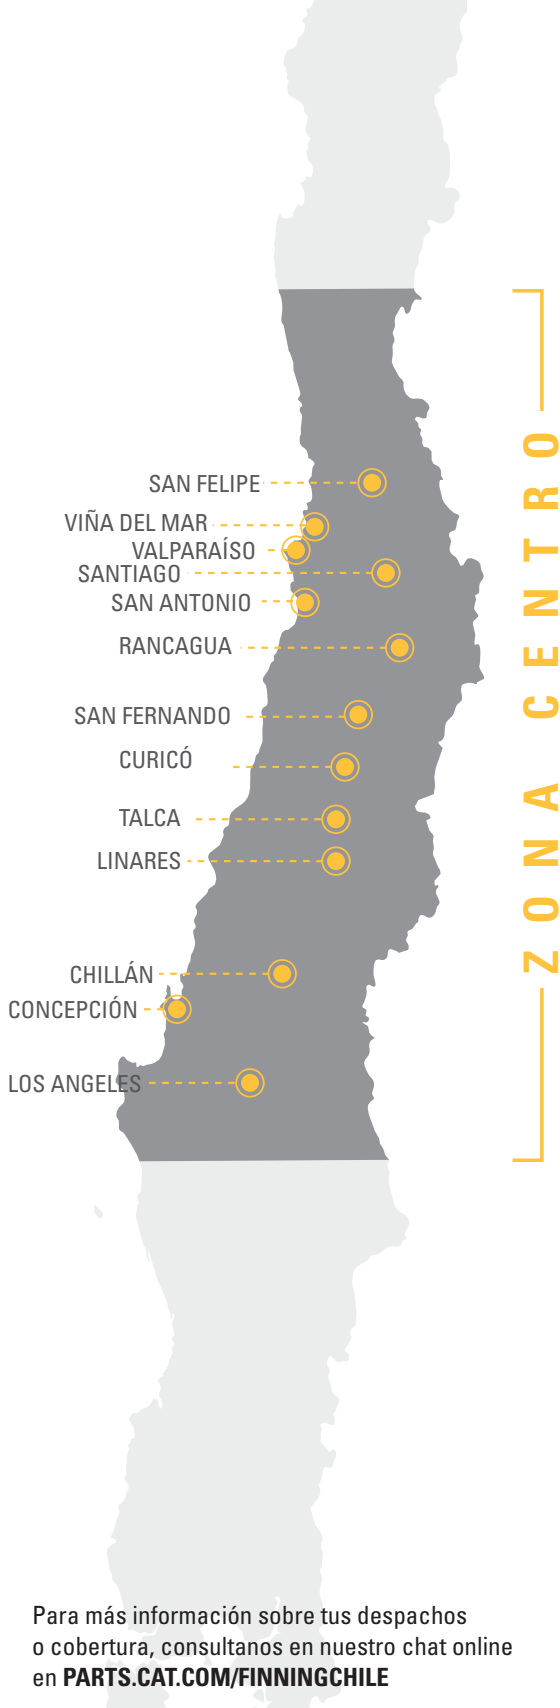 SAN FELIPE
VIÑA DEL MAR
VALPARAÍSO
SANTIAGO
SAN ANTONIO
RANCAGUA
SAN FERNANDO
CURICÓ
TALCA
LINARES
CHILLÁN
CONCEPCIÓN
LOS ANGELES
ZONA CENTRO
Para más información sobre tus despachos
o cobertura, consultanos en nuestro chat online
en PARTS.CAT.COM/FINNINGCHILE